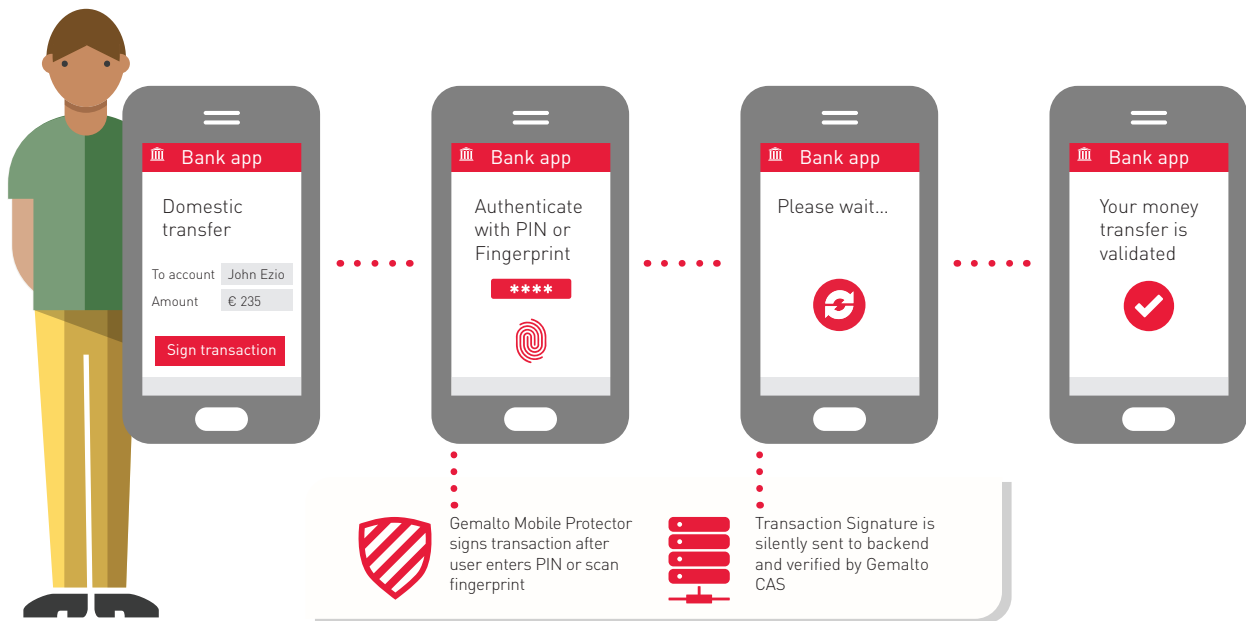 Bank app
Domestic
transfer
To account John Ezio
Amount € 235
Sign transaction
Bank app
Authenticate
with PIN or
Fingerprint
****
Bank app
Please wait...
Bank app
Your money
transfer is
validated
Gemalto Mobile Protector
signs transaction after
user enters PIN or scan
fingerprint
Transaction Signature is
silently sent to backend
and verified by Gemalto
CAS